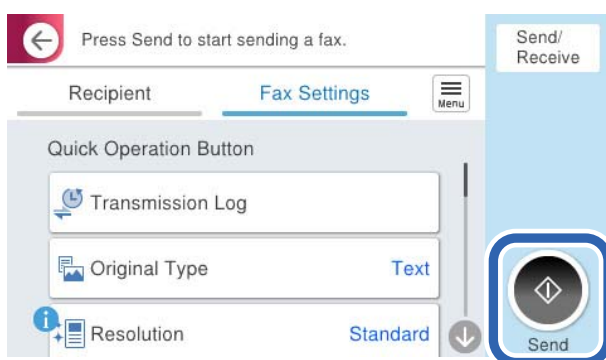 Press Send to start sending a fax.
Send/
Receive
Recipient
Fax Settings
Menu
Quick Operation Button
Transmission Log
Original Type
Text
Resolution
Standard
Send